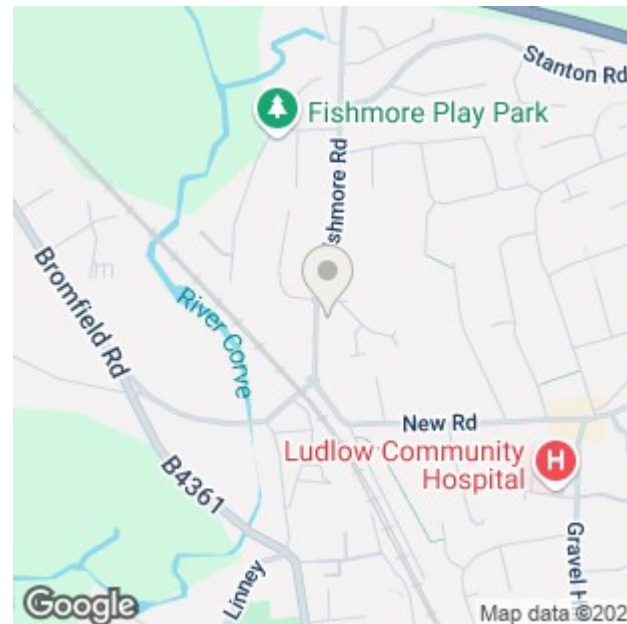 Stanton Rd
Fishmore Play Park
ishmore Rd
Bromfield Rd
River Corve
New Rd
Ludlow Community
Hospital
H
B4361
Gravel H
Linney
Google
Map data ©202